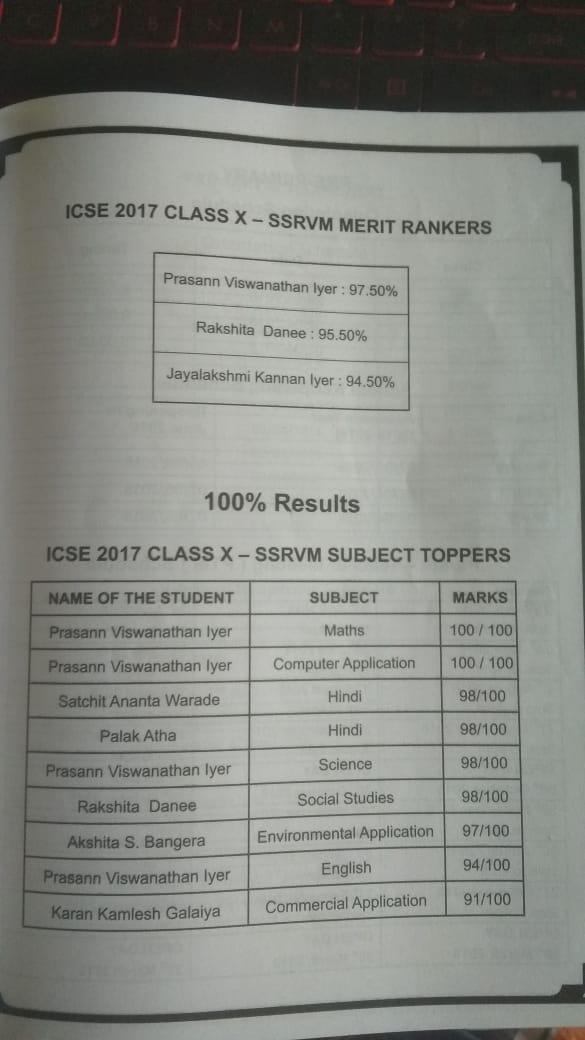 ICSE 2017 CLASS X – SSRVM MERIT RANKERS
Prasann Viswanathan Iyer : 97.50%
Rakshita Danee : 95.50%
Jayalakshmi Kannan Iyer : 94.50%
100% Results
ICSE 2017 CLASS X – SSRVM SUBJECT TOPPERS
NAME OF THE STUDENT SUBJECT MARKS
Prasann Viswanathan Iyer Maths 100 / 100
Prasann Viswanathan Iyer Computer Application 100 / 100
Satchit Ananta Warade Hindi 98/100
Palak Atha Hindi 98/100
Prasann Viswanathan Iyer Science 98/100
Rakshita Danee Social Studies 98/100
Akshita S. Bangera Environmental Application 97/100
Prasann Viswanathan Iyer English 94/100
Karan Kamlesh Galaiya Commercial Application 91/100